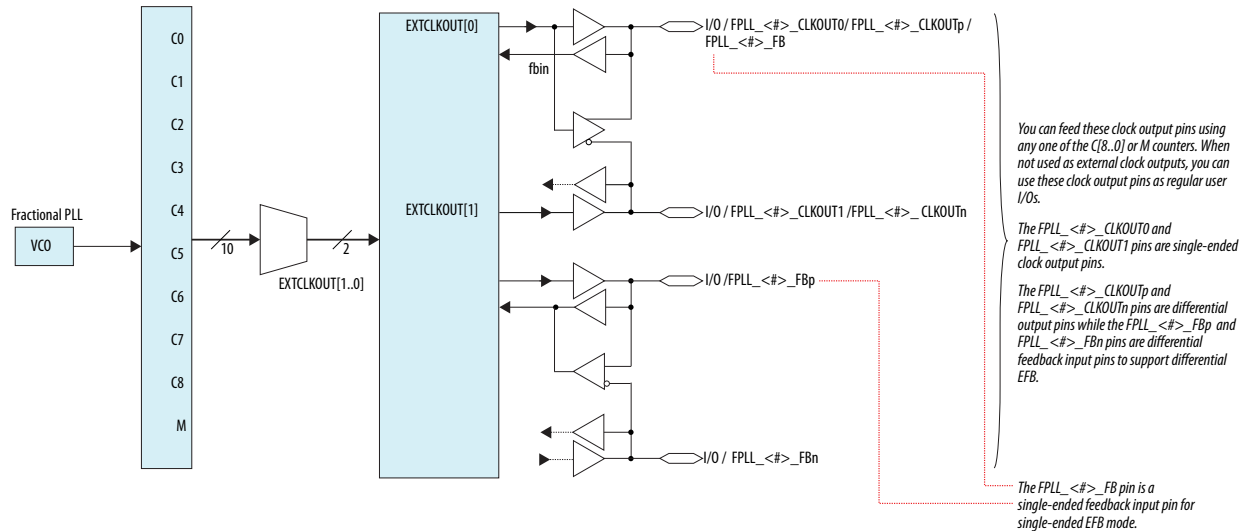 EXTCLKOUT[0]
I/O / FPLL_<#>_CLKOUT0/ FPLL_<#>_CLKOUTp /
FPLL_<#>_FB
fbin
C0
C1
C2
C3
C4
C5
C6
C7
C8
M
Fractional PLL
VCO
10
2
EXTCLKOUT[1..0]
EXTCLKOUT[1]
I/O / FPLL_<#>_CLKOUT1 /FPLL_<#>_ CLKOUTn
I/O /FPLL_<#>_FBp
I/O / FPLL_<#>_FBn
You can feed these clock output pins using
any one of the C[8..0] or M counters. When
not used as external clock outputs, you can
use these clock output pins as regular user
I/Os.
The FPLL_<#>_CLKOUT0 and
FPLL_<#>_CLKOUT1 pins are single-ended
clock output pins.
The FPLL_<#>_CLKOUTp and
FPLL_<#>_CLKOUTn pins are differential
output pins while the FPLL_<#>_FBp and
FPLL_<#>_FBn pins are differential
feedback input pins to support differential
EFB.
The FPLL_<#>_FB pin is a
single-ended feedback input pin for
single-ended EFB mode.